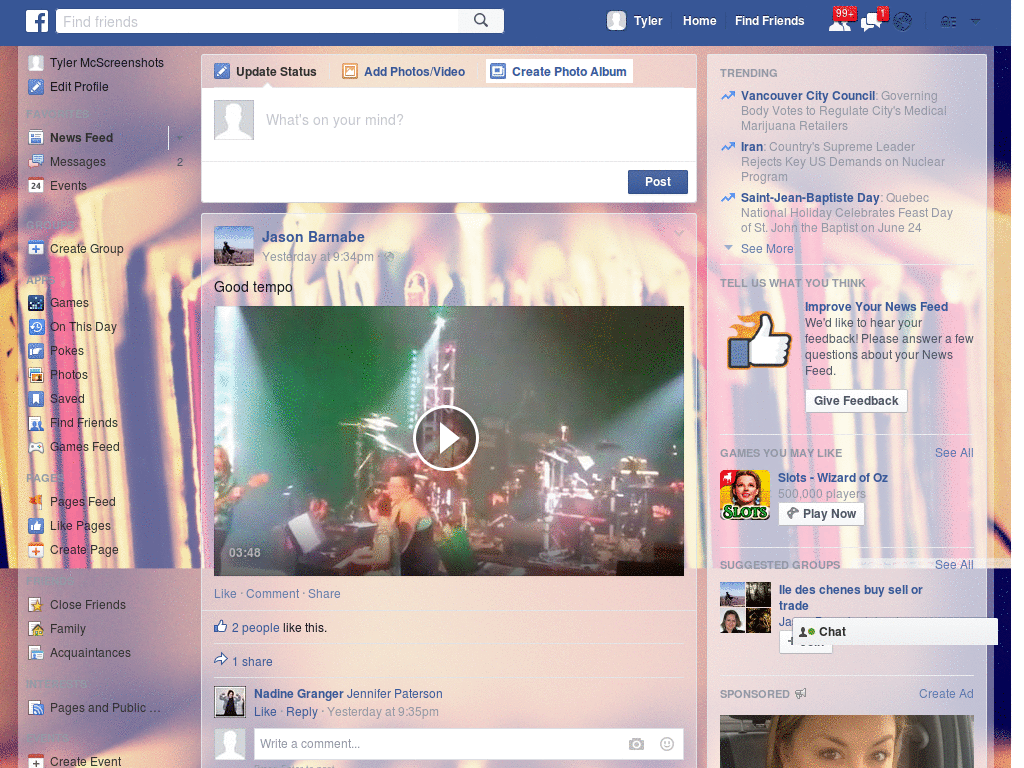 Find friends
Tyler
Home
Find Friends
99+
1
Tyler McScreenshots
Edit Profile
FAVORITES
News Feed
Messages
2
24
Events
GROUPS
Create Group
APPS
Games
On This Day
Pokes
Photos
Saved
Find Friends
Games Feed
PAGES
Pages Feed
Like Pages
Create Page
FRIENDS
Close Friends
Family
Acquaintances
INTERESTS
Pages and Public ...
Create Event
Update Status
Add Photos/Video
Create Photo Album
What's on your mind?
Post
Jason Barnabe
Yesterday at 9:34pm ·
Good tempo
03:48
Like · Comment · Share
2 people like this.
1 share
Nadine Granger Jennifer Paterson
Like · Reply · Yesterday at 9:35pm
Write a comment...
TRENDING
Vancouver City Council: Governing
Body Votes to Regulate City's Medical
Marijuana Retailers
Iran: Country's Supreme Leader
Rejects Key US Demands on Nuclear
Program
Saint-Jean-Baptiste Day: Quebec
National Holiday Celebrates Feast Day
of St. John the Baptist on June 24
See More
TELL US WHAT YOU THINK
Improve Your News Feed
We'd like to hear your
feedback! Please answer a few
questions about your News
Feed.
Give Feedback
GAMES YOU MAY LIKE
See All
SLOTS
Slots - Wizard of Oz
500,000 players
Play Now
SUGGESTED GROUPS
See All
Ile des chenes buy sell or
trade
Chat
SPONSORED
Create Ad